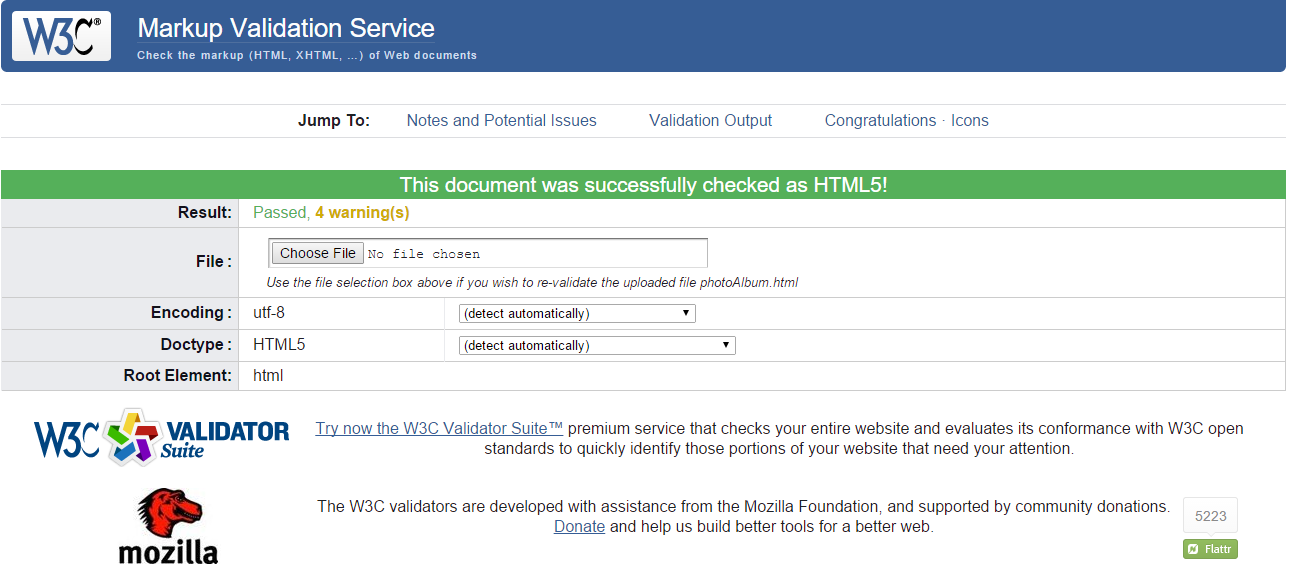 W3C®
Markup Validation Service
Check the markup (HTML, XHTML, …) of Web documents
Jump To: Notes and Potential Issues Validation Output Congratulations · Icons
This document was successfully checked as HTML5!
Result: Passed, 4 warning(s)
File : Choose File No file chosen
Use the file selection box above if you wish to re-validate the uploaded file photoAlbum.html
Encoding : utf-8 (detect automatically)
Doctype : HTML5 (detect automatically)
Root Element: html
W3C VALIDATOR
Suite
Try now the W3C Validator Suite™ premium service that checks your entire website and evaluates its conformance with W3C open
standards to quickly identify those portions of your website that need your attention.
The W3C validators are developed with assistance from the Mozilla Foundation, and supported by community donations.
Donate and help us build better tools for a better web.
5223
Flattr
mozilla